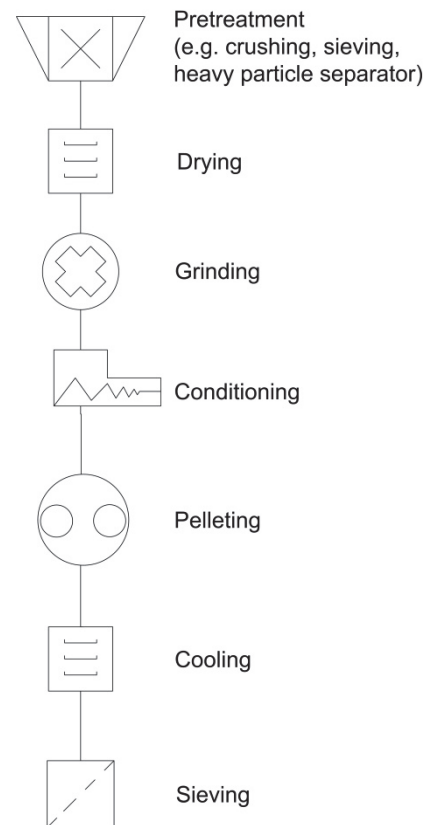 Pretreatment
(e.g. crushing, sieving,
heavy particle separator)
Drying
Grinding
Conditioning
Pelleting
Cooling
Sieving